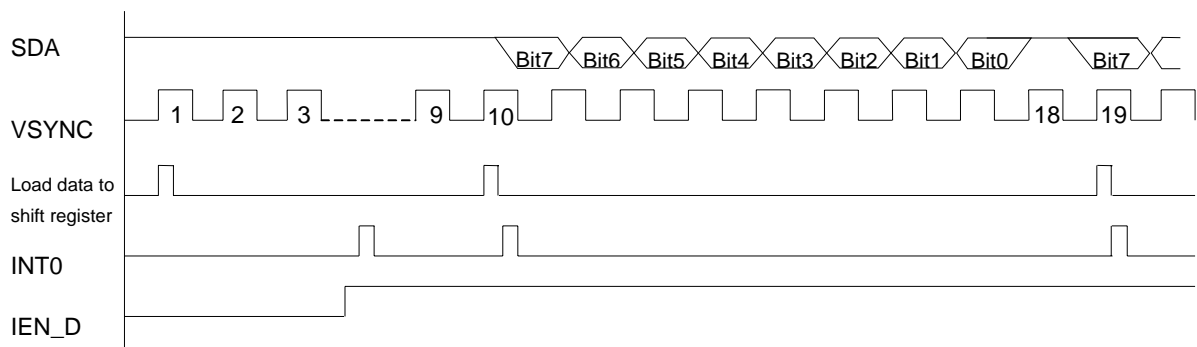 SDA
Bit7 Bit6 Bit5 Bit4 Bit3 Bit2 Bit1 Bit0 Bit7
VSYNC
1 2 3 9 10 18 19
Load data to
shift register
INT0
IEN_D